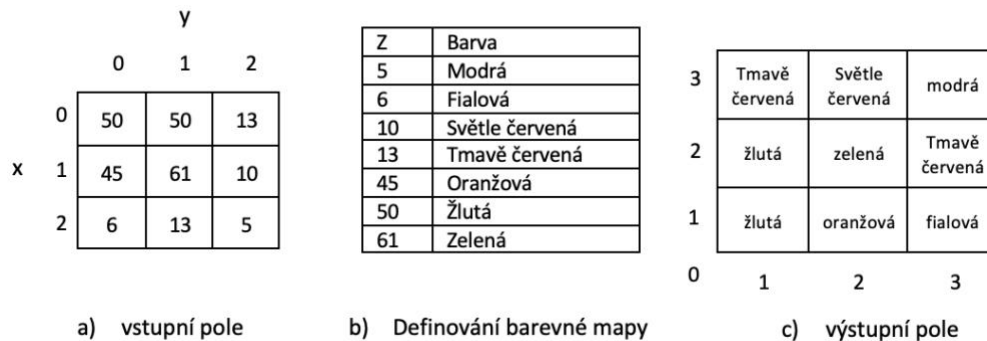 y
0 1 2
0 50 50 13
x 1 45 61 10
2 6 13 5
a) vstupní pole
Z Barva
5 Modrá
6 Fialová
10 Světle červená
13 Tmavě červená
45 Oranžová
50 Žlutá
61 Zelená
b) Definování barevné mapy
3 Tmavě Světle modrá
červená červená
2 žlutá zelená Tmavě
červená
1 žlutá oranžová fialová
0 1 2 3
c) výstupní pole